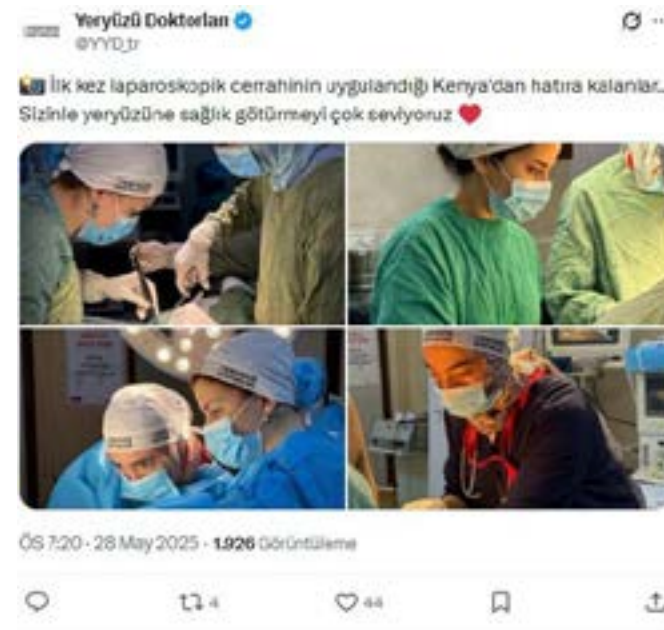 Yeryüzü Doktorları
@YYD_tr
İlk kez laparoskopik cerrahinin uygulandığı Kenya'dan hatıra kalanlar..
Sizinle yeryüzüne sağlık götürmeyi çok seviyoruz
ÖS 7:20 · 28 May 2025 · 1.926 Görüntüleme
4 44